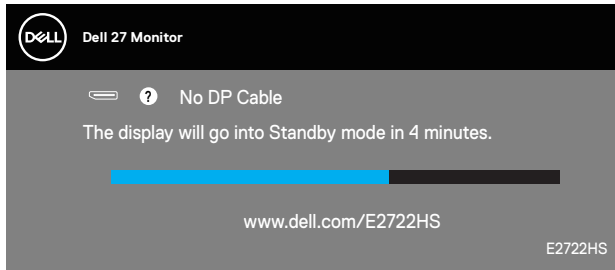 DELL
Dell 27 Monitor
? No DP Cable
The display will go into Standby mode in 4 minutes.
www.dell.com/E2722HS
E2722HS